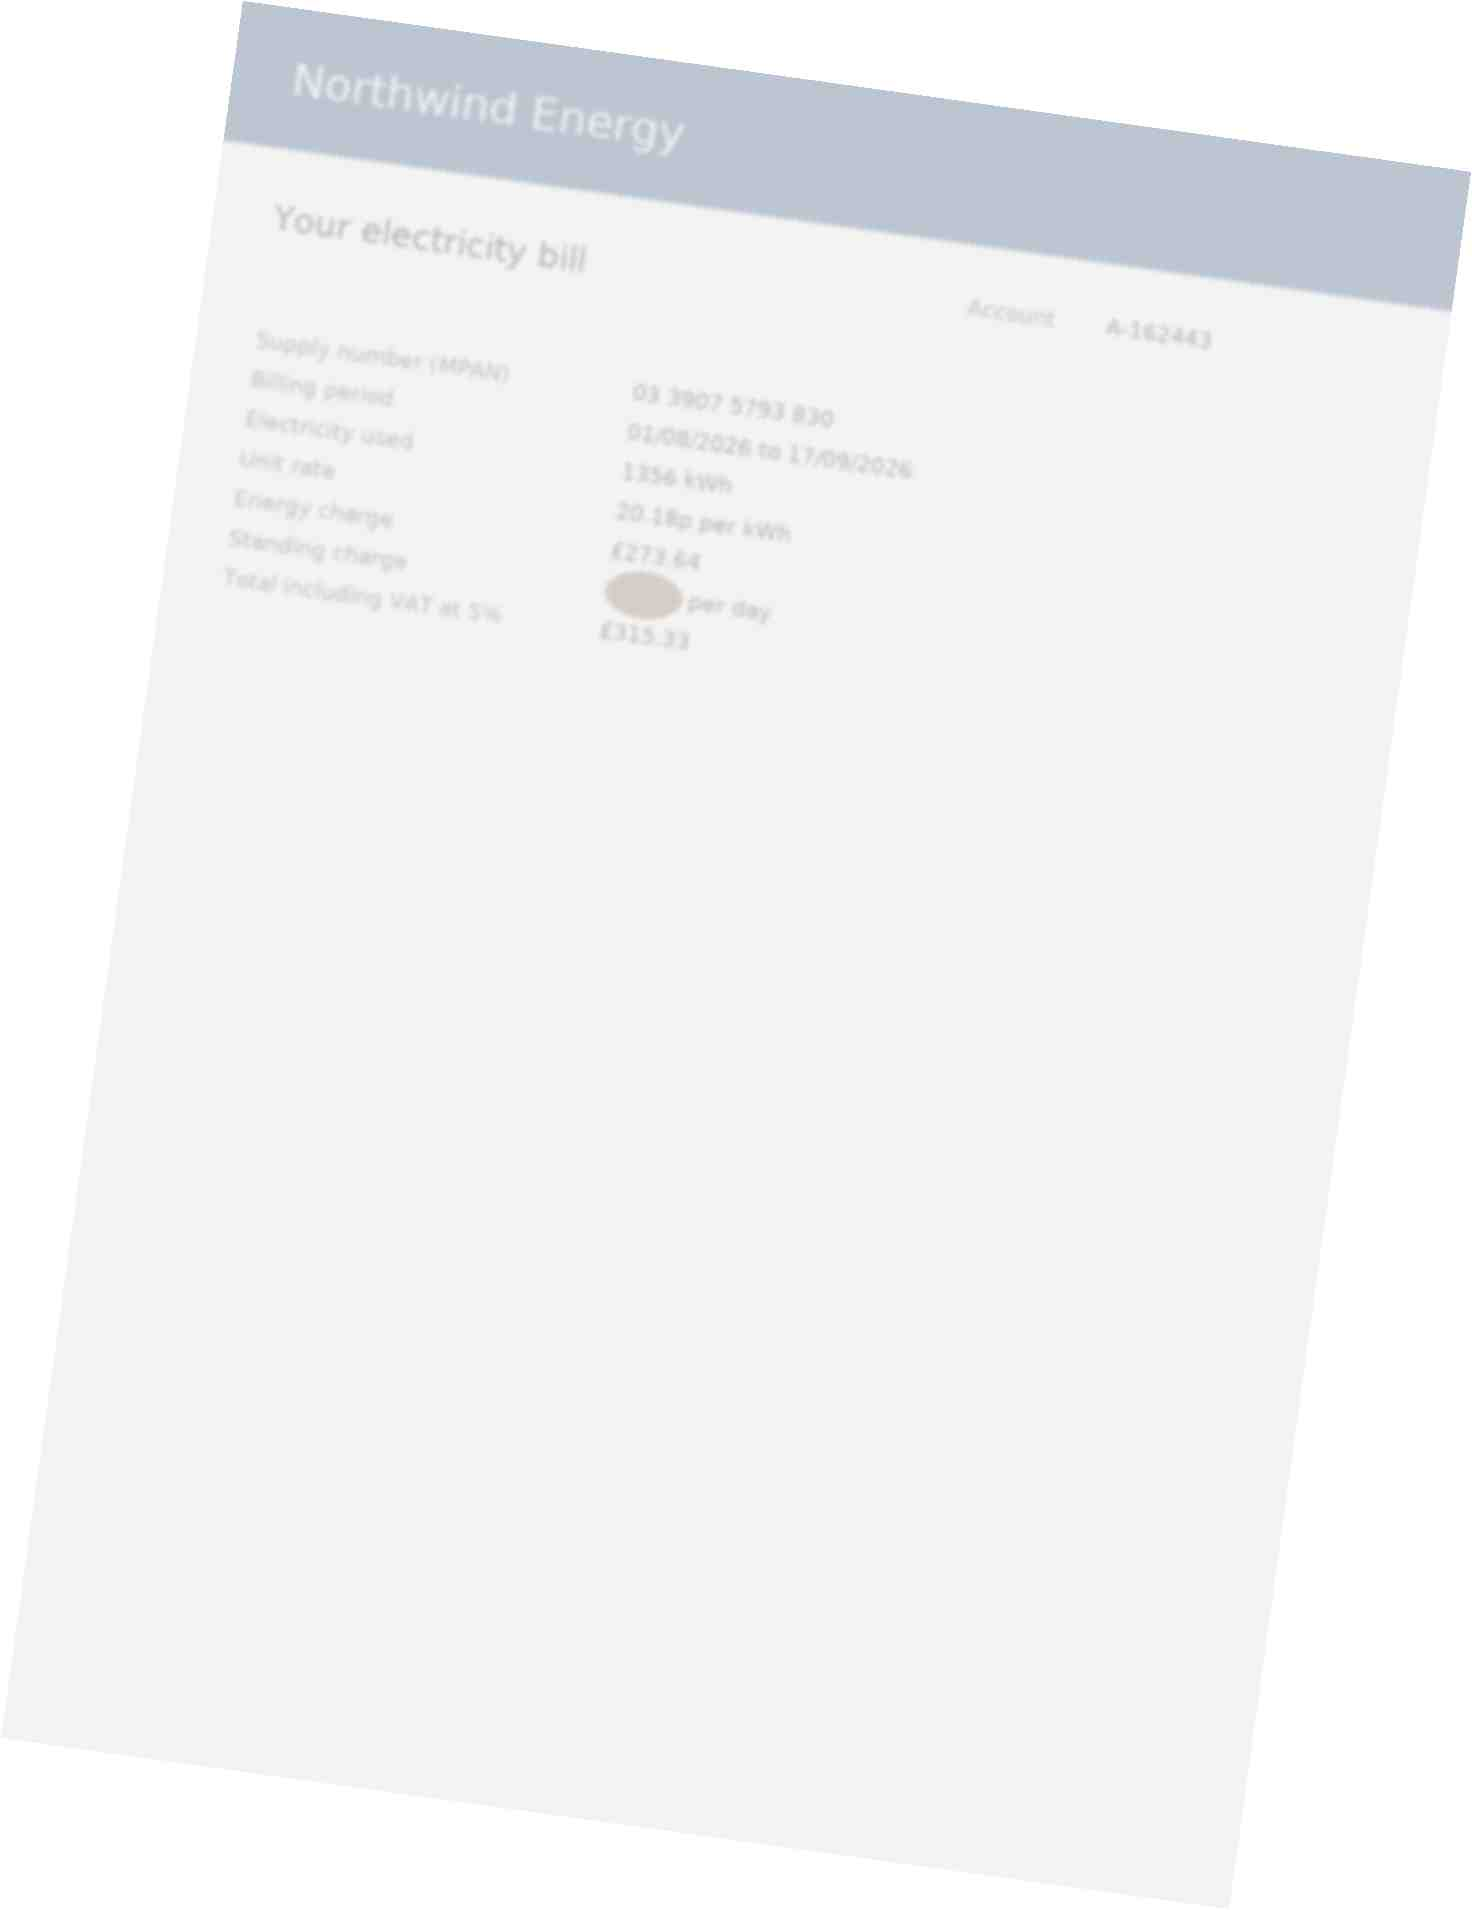 Northwind Energy
Your electricity bill
Account A-162443
Supply number (MPAN) 03 3907 5793 830
Billing period 01/08/2026 to 17/09/2026
Electricity used 1356 kWh
Unit rate 20.18p per kWh
Energy charge £273.64
Standing charge per day
Total including VAT at 5% £315.33